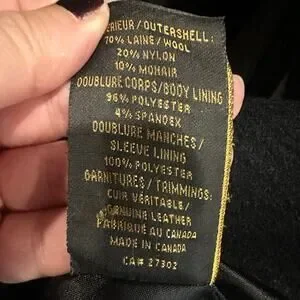 ÉRIEUR / OUTERSHELL:
70% LAINE / WOOL
20% NYLON
10% MOHAIR
DOUBLURE CORPS/BODY LINING
96% POLYESTER
4% SPANDEX
DOUBLURE MANCHES /
SLEEVE LINING
100% POLYESTER
GARNITURES / TRIMMINGS:
CUIR VÉRITABLE/
GENUINE LEATHER
FABRIQUÉ AU CANADA
MADE IN CANADA
CA# 27302